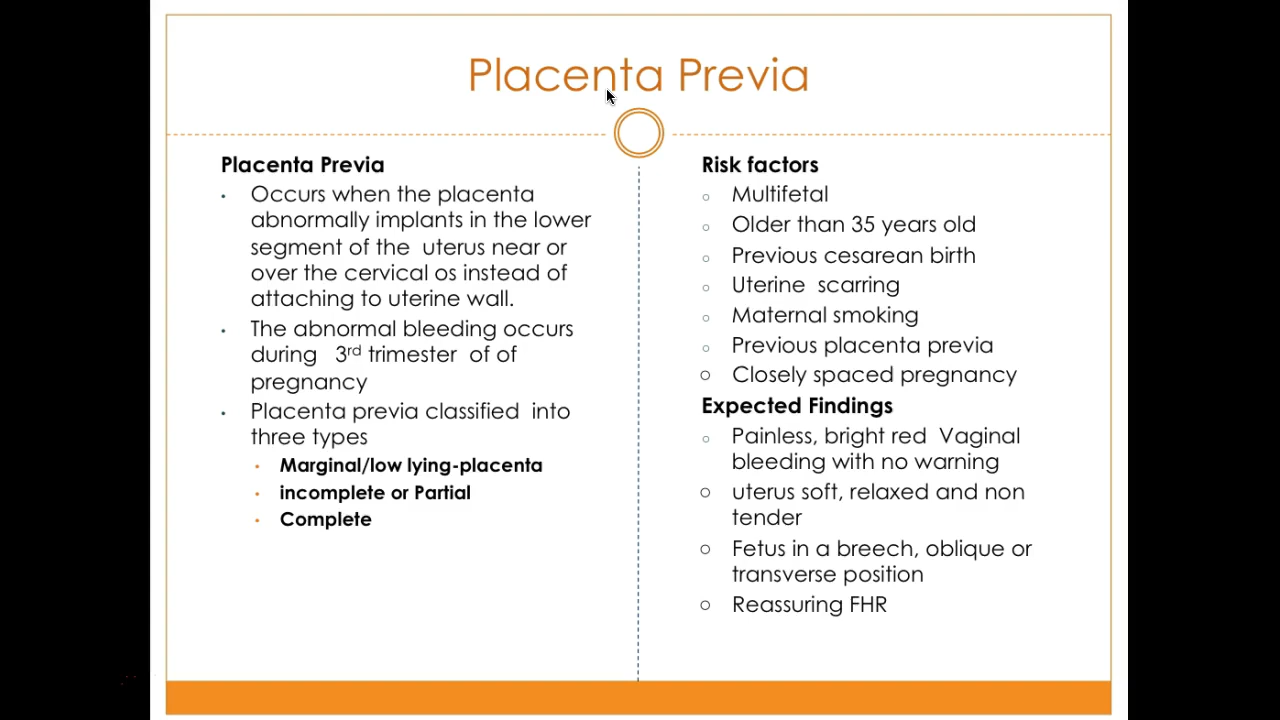 Placenta Previa
Placenta Previa
• Occurs when the placenta
abnormally implants in the lower
segment of the uterus near or
over the cervical os instead of
attaching to uterine wall.
• The abnormal bleeding occurs
during 3rd trimester of of
pregnancy
• Placenta previa classified into
three types
• Marginal/low lying-placenta
• incomplete or Partial
• Complete
Risk factors
○ Multifetal
○ Older than 35 years old
○ Previous cesarean birth
○ Uterine scarring
○ Maternal smoking
○ Previous placenta previa
○ Closely spaced pregnancy
Expected Findings
○ Painless, bright red Vaginal
bleeding with no warning
○ uterus soft, relaxed and non
tender
○ Fetus in a breech, oblique or
transverse position
○ Reassuring FHR